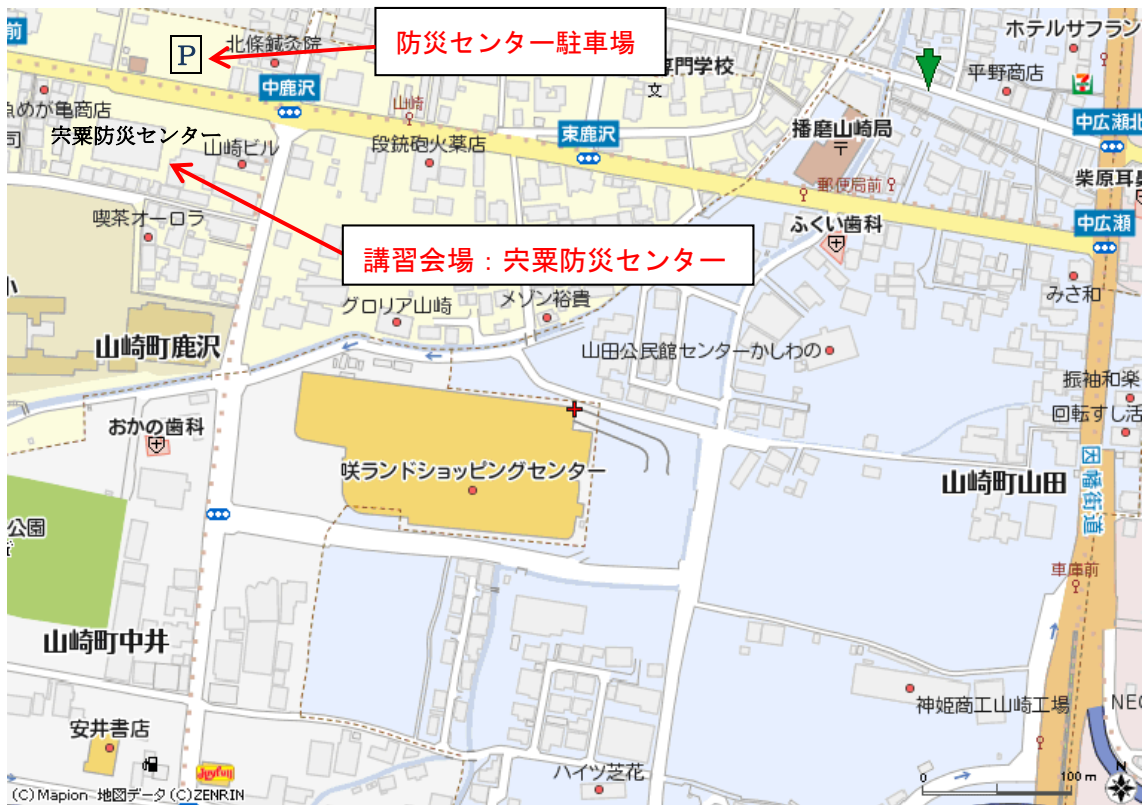 前
P
北條鍼灸院
防災センター駐車場
専門学校
文
ホテルサフラン
平野商店
中鹿沢
山崎
めが亀商店
司
宍粟防災センター
山崎ビル
段銃砲火薬店
東鹿沢
播磨山崎局
〒
中広瀬北
郵便局前
柴原耳鼻
喫茶オーロラ
ふくい歯科
中広瀬
講習会場：宍粟防災センター
小
グロリア山崎
メゾン裕貴
みさ和
山崎町鹿沢
山田公民館センターかしわの
振袖和楽
回転すし活
おかの歯科
咲ランドショッピングセンター
山崎町山田
因幡街道
公園
車庫前
山崎町中井
神姫商工山崎工場
NEO
安井書店
Joyfull
ハイツ芝花
0 100 m
N
(C)Mapion 地図データ(C)ZENRIN